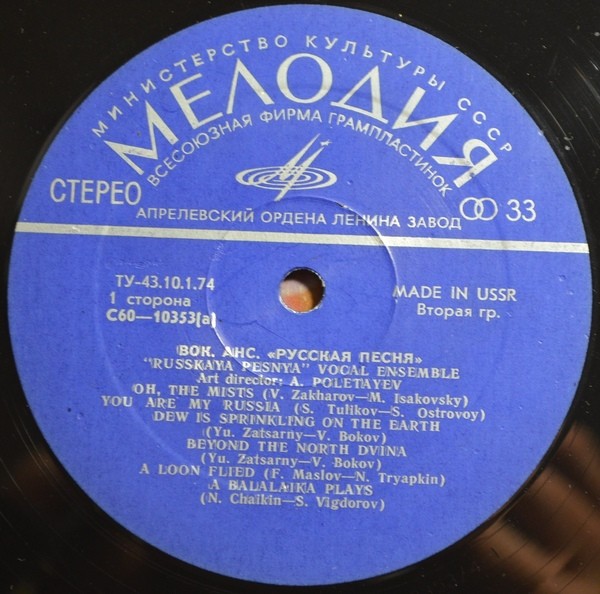 МИНИСТЕРСТВО КУЛЬТУРЫ СССР
МЕЛОДИЯ
ВСЕСОЮЗНАЯ ФИРМА ГРАМПЛАСТИНОК
СТЕРЕО
33
АПРЕЛЕВСКИЙ ОРДЕНА ЛЕНИНА ЗАВОД
ТУ-43.10.1.74
1 сторона
С60—10353[а]
MADE IN USSR
Вторая гр.
ВОК. АНС. «РУССКАЯ ПЕСНЯ»
"RUSSKAYA PESNYA" VOCAL ENSEMBLE
Art director: A. POLETAYEV
OH, THE MISTS (V. Zakharov—M. Isakovsky)
YOU ARE MY RUSSIA (S. Tulikov—S. Ostrovoy)
DEW IS SPRINKLING ON THE EARTH
(Yu. Zatsarny—V. Bokov)
BEYOND THE NORTH DVINA
(Yu. Zatsarny—V. Bokov)
A LOON FLIED (F. Maslov—N. Tryapkin)
A BALALAIKA PLAYS
(N. Chaikin—S. Vigdorov)